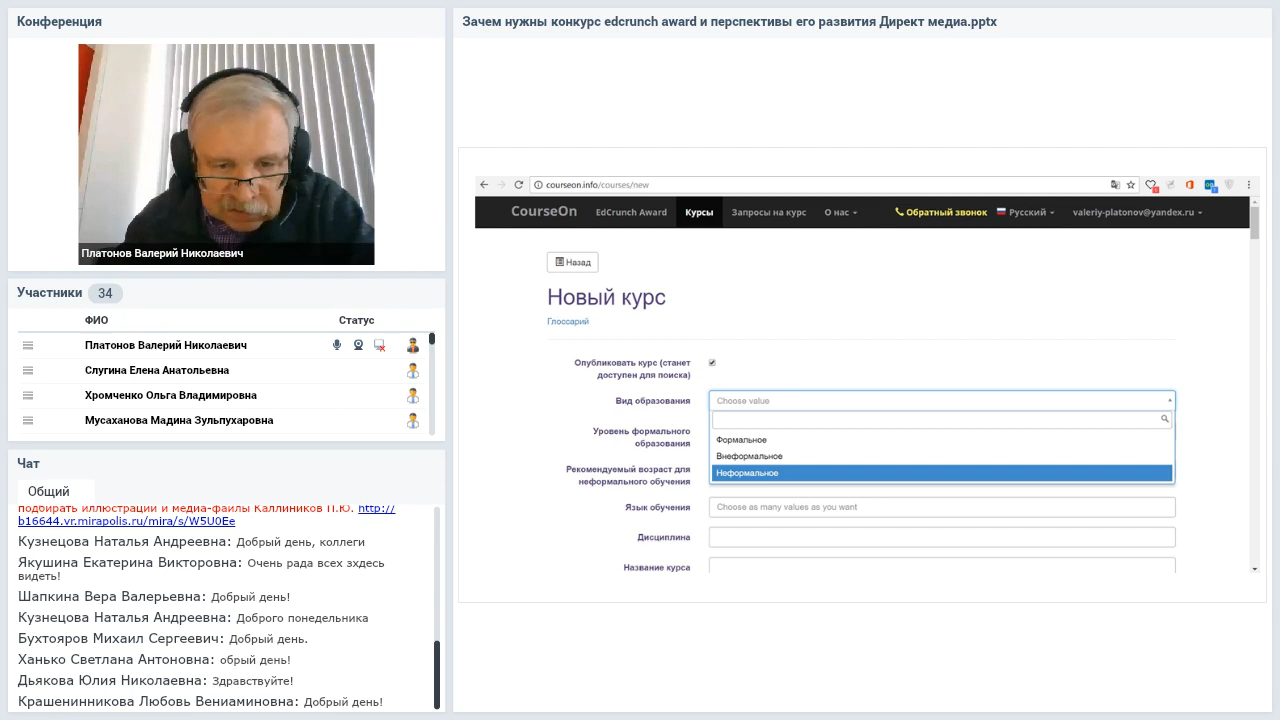 Конференция
Платонов Валерий Николаевич
Участники 34
ФИО Статус
Платонов Валерий Николаевич
Слугина Елена Анатольевна
Хромченко Ольга Владимировна
Мусаханова Мадина Зульпухаровна
Чат
Общий
подбирать иллюстрации и медиа-файлы Каллиников П.Ю. http://
b16644.vr.mirapolis.ru/mira/s/W5U0Ee
Кузнецова Наталья Андреевна: Добрый день, коллеги
Якушина Екатерина Викторовна: Очень рада всех зхдесь
видеть!
Шапкина Вера Валерьевна: Добрый день!
Кузнецова Наталья Андреевна: Доброго понедельника
Бухтояров Михаил Сергеевич: Добрый день.
Ханько Светлана Антоновна: обрый день!
Дьякова Юлия Николаевна: Здравствуйте!
Крашенинникова Любовь Вениаминовна: Добрый день!
Зачем нужны конкурс edcrunch award и перспективы его развития Директ медиа.pptx
courseon.info/courses/new
CourseOn EdCrunch Award Курсы Запросы на курс О нас Обратный звонок Русский valeriy-platonov@yandex.ru
Назад
Новый курс
Глоссарий
Опубликовать курс (станет
доступен для поиска)
Вид образования Choose value
Формальное
Внеформальное
Неформальное
Уровень формального
образования
Рекомендуемый возраст для
неформального обучения
Язык обучения Choose as many values as you want
Дисциплина
Название курса